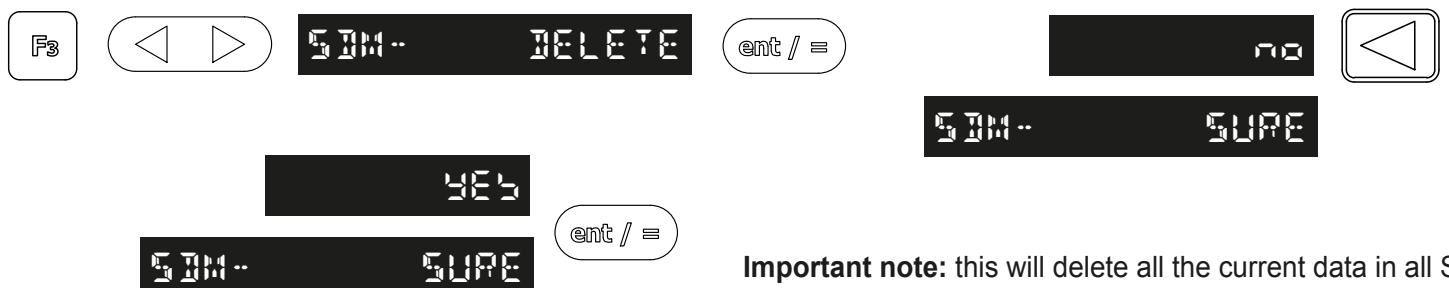 F3
SDM- DELETE
ent / =
no
SDM- SURE
YES
SDM- SURE
ent / =
Important note: this will delete all the current data in all S